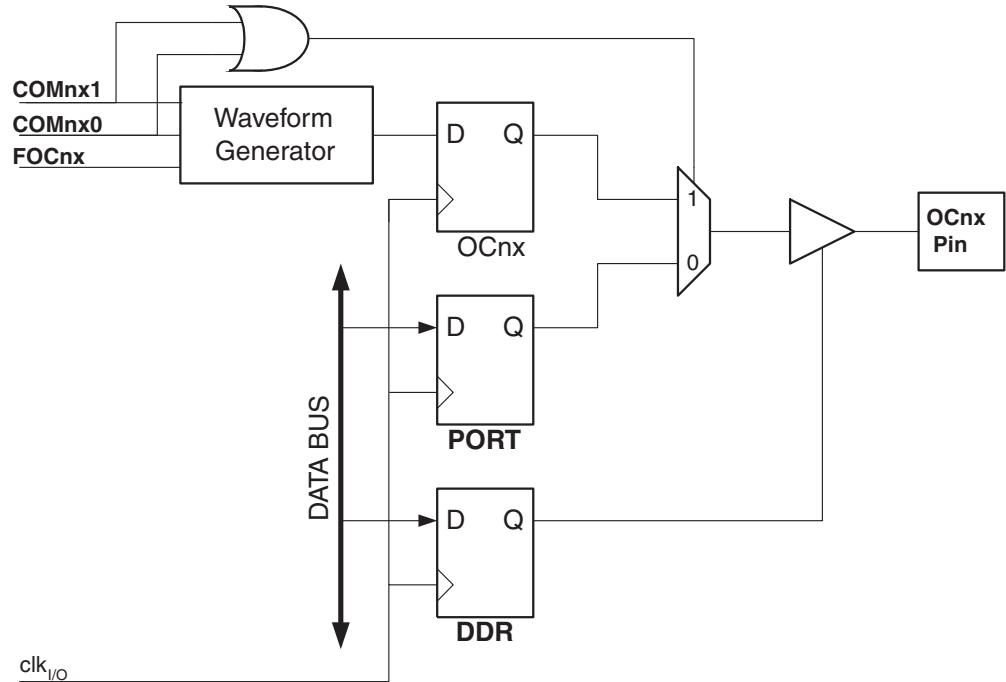 COMnx1
COMnx0
FOCnx
Waveform
Generator
D Q
OCnx
1
0
OCnx
Pin
D Q
PORT
DATA BUS
D Q
DDR
clkI/O